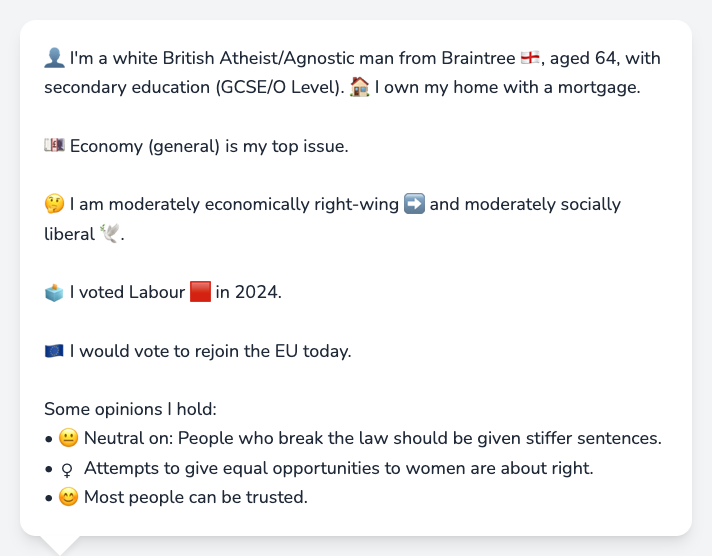 👤 I'm a white British Atheist/Agnostic man from Braintree 🏴󠁧󠁢󠁥󠁮󠁧󠁿, aged 64, with
secondary education (GCSE/O Level). 🏠 I own my home with a mortgage.
💷 Economy (general) is my top issue.
🤔 I am moderately economically right-wing ➡️ and moderately socially
liberal 🕊️.
🗳️ I voted Labour 🟥 in 2024.
🇪🇺 I would vote to rejoin the EU today.
Some opinions I hold:
• 😐 Neutral on: People who break the law should be given stiffer sentences.
• ♀ Attempts to give equal opportunities to women are about right.
• 😊 Most people can be trusted.